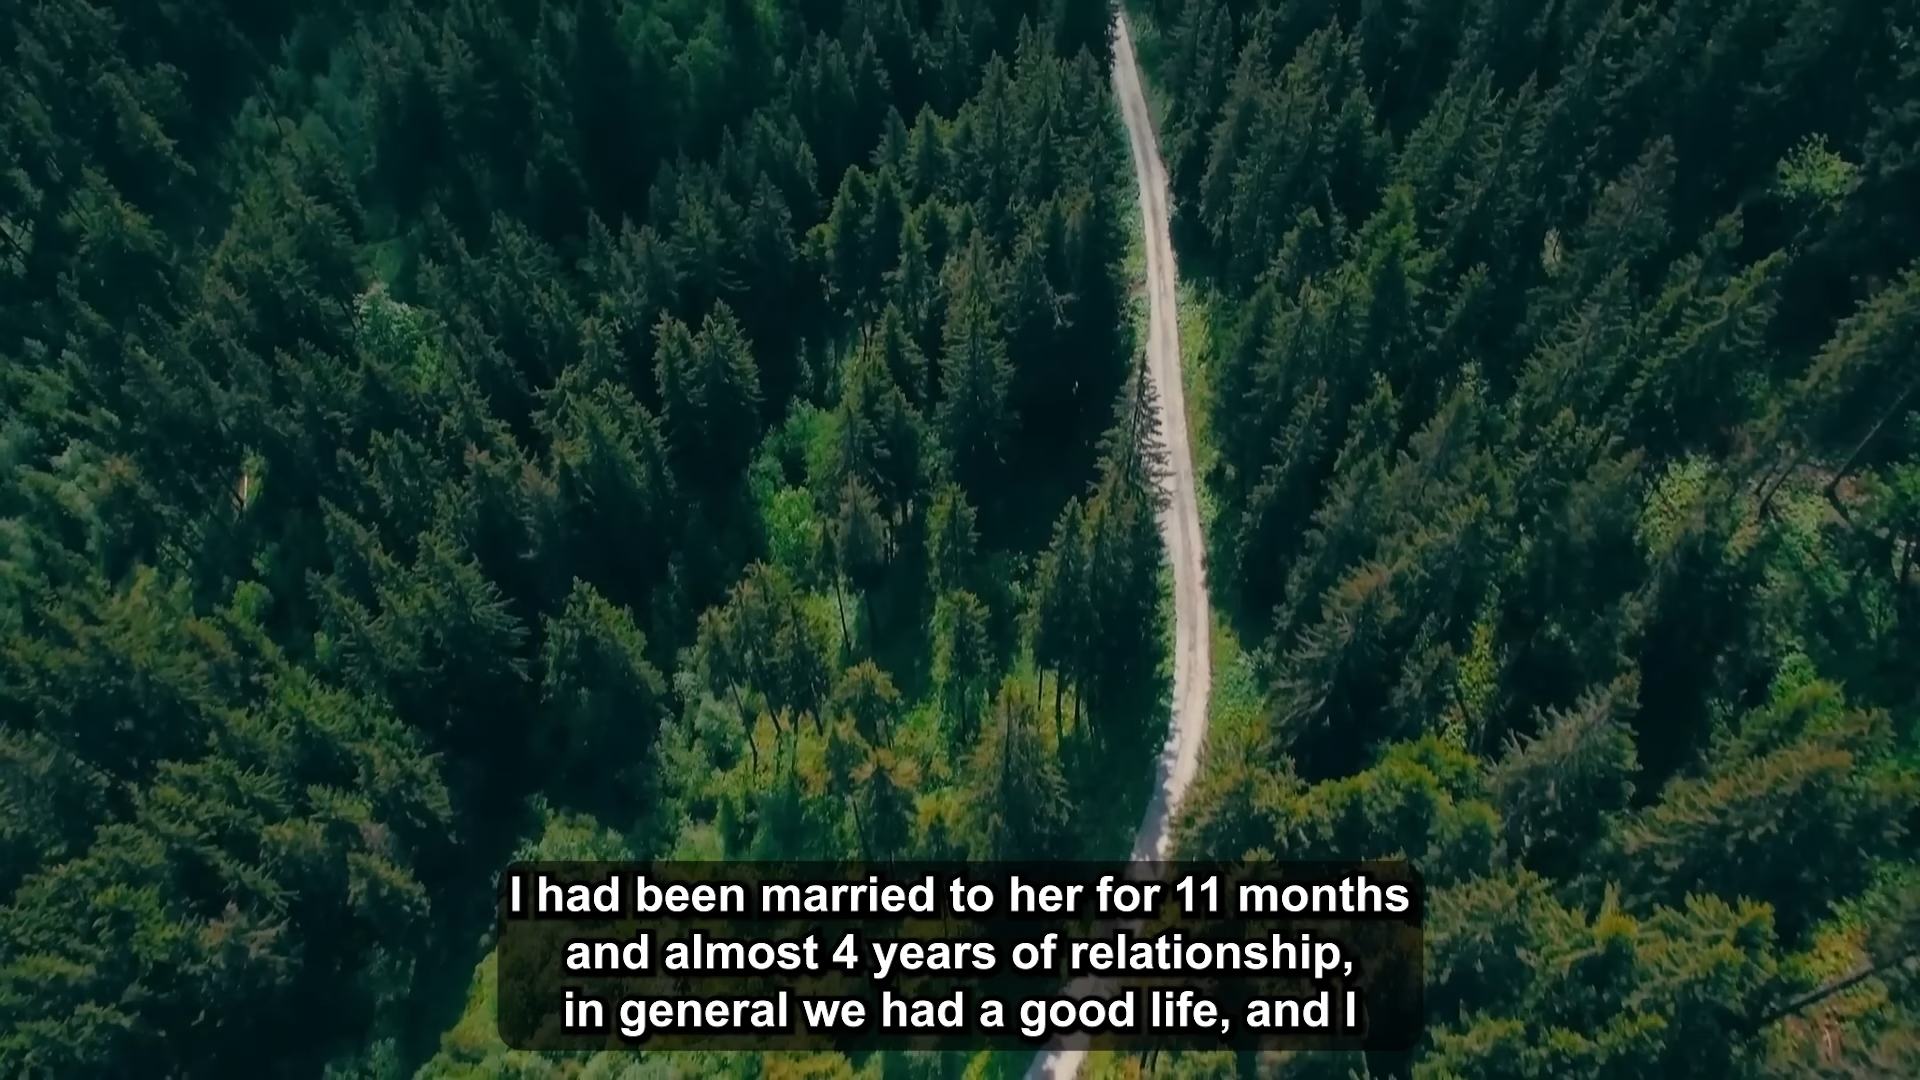 I had been married to her for 11 months
and almost 4 years of relationship,
in general we had a good life, and I